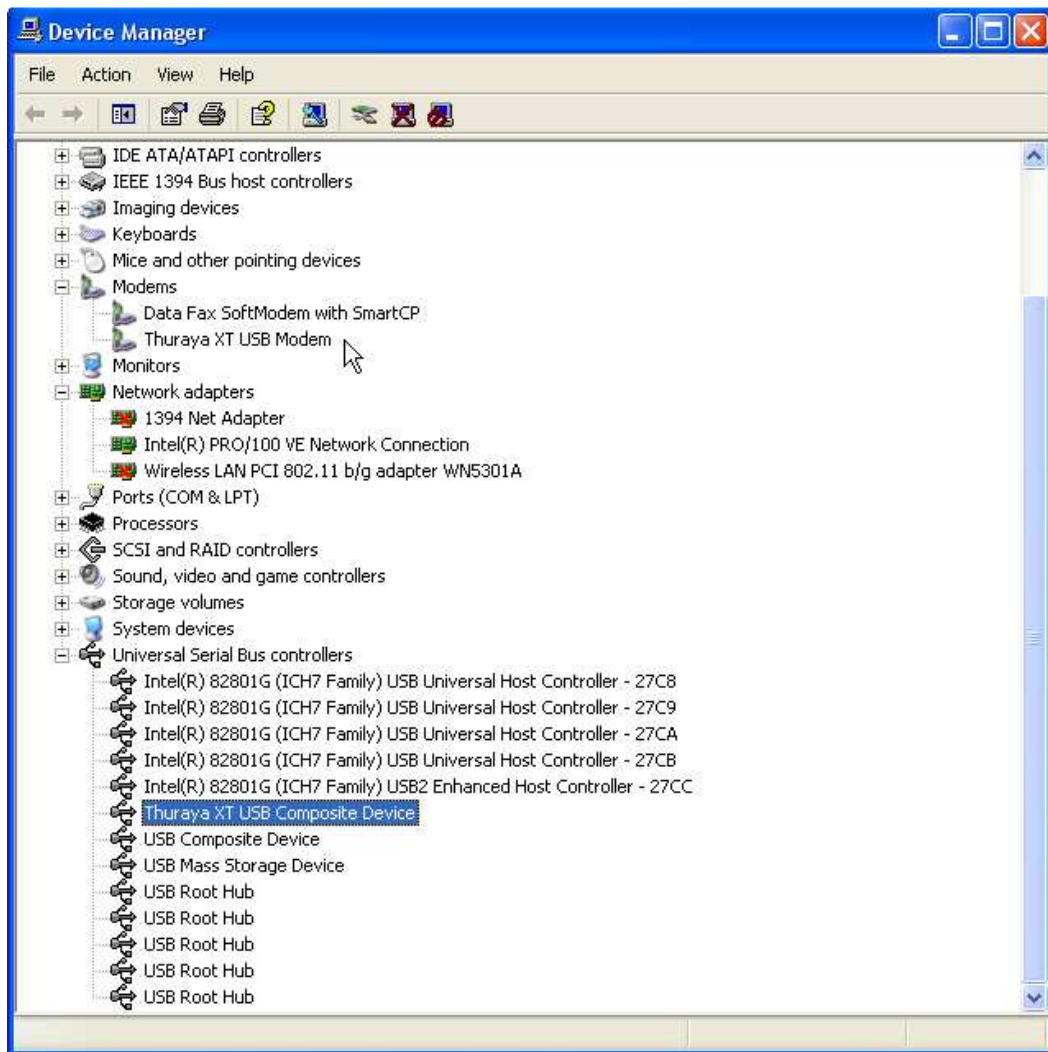 Device Manager
File Action View Help
IDE ATA/ATAPI controllers
IEEE 1394 Bus host controllers
Imaging devices
Keyboards
Mice and other pointing devices
Modems
Data Fax SoftModem with SmartCP
Thuraya XT USB Modem
Monitors
Network adapters
1394 Net Adapter
Intel(R) PRO/100 VE Network Connection
Wireless LAN PCI 802.11 b/g adapter WN5301A
Ports (COM & LPT)
Processors
SCSI and RAID controllers
Sound, video and game controllers
Storage volumes
System devices
Universal Serial Bus controllers
Intel(R) 82801G (ICH7 Family) USB Universal Host Controller - 27C8
Intel(R) 82801G (ICH7 Family) USB Universal Host Controller - 27C9
Intel(R) 82801G (ICH7 Family) USB Universal Host Controller - 27CA
Intel(R) 82801G (ICH7 Family) USB Universal Host Controller - 27CB
Intel(R) 82801G (ICH7 Family) USB2 Enhanced Host Controller - 27CC
Thuraya XT USB Composite Device
USB Composite Device
USB Mass Storage Device
USB Root Hub
USB Root Hub
USB Root Hub
USB Root Hub
USB Root Hub